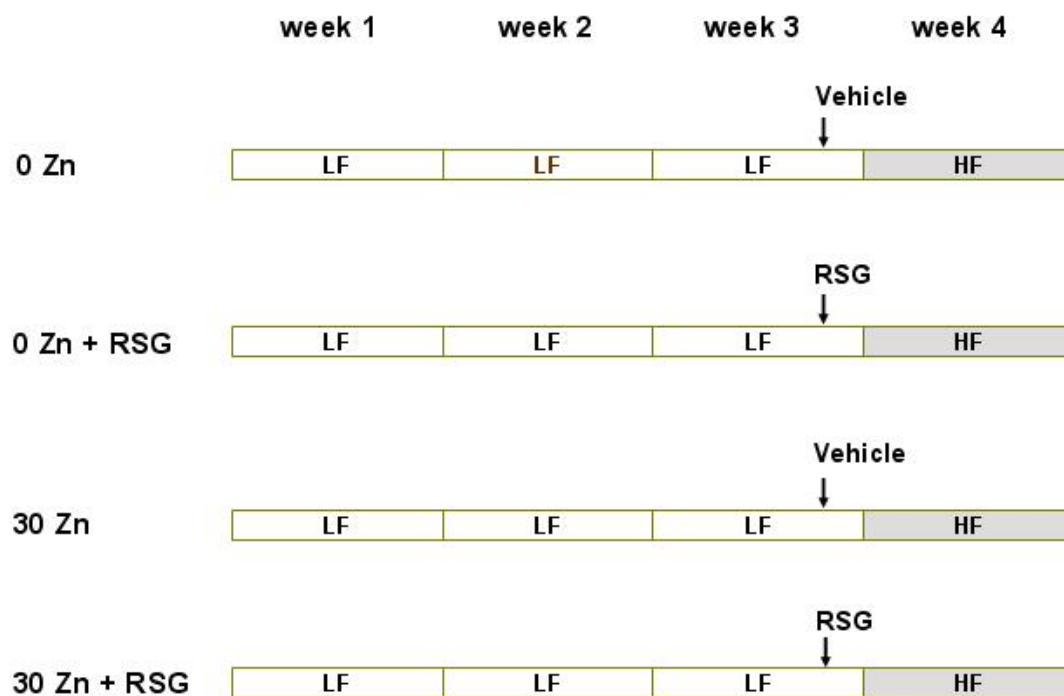 week 1 week 2 week 3 week 4
Vehicle
0 Zn LF LF LF HF
RSG
0 Zn + RSG LF LF LF HF
Vehicle
30 Zn LF LF LF HF
RSG
30 Zn + RSG LF LF LF HF